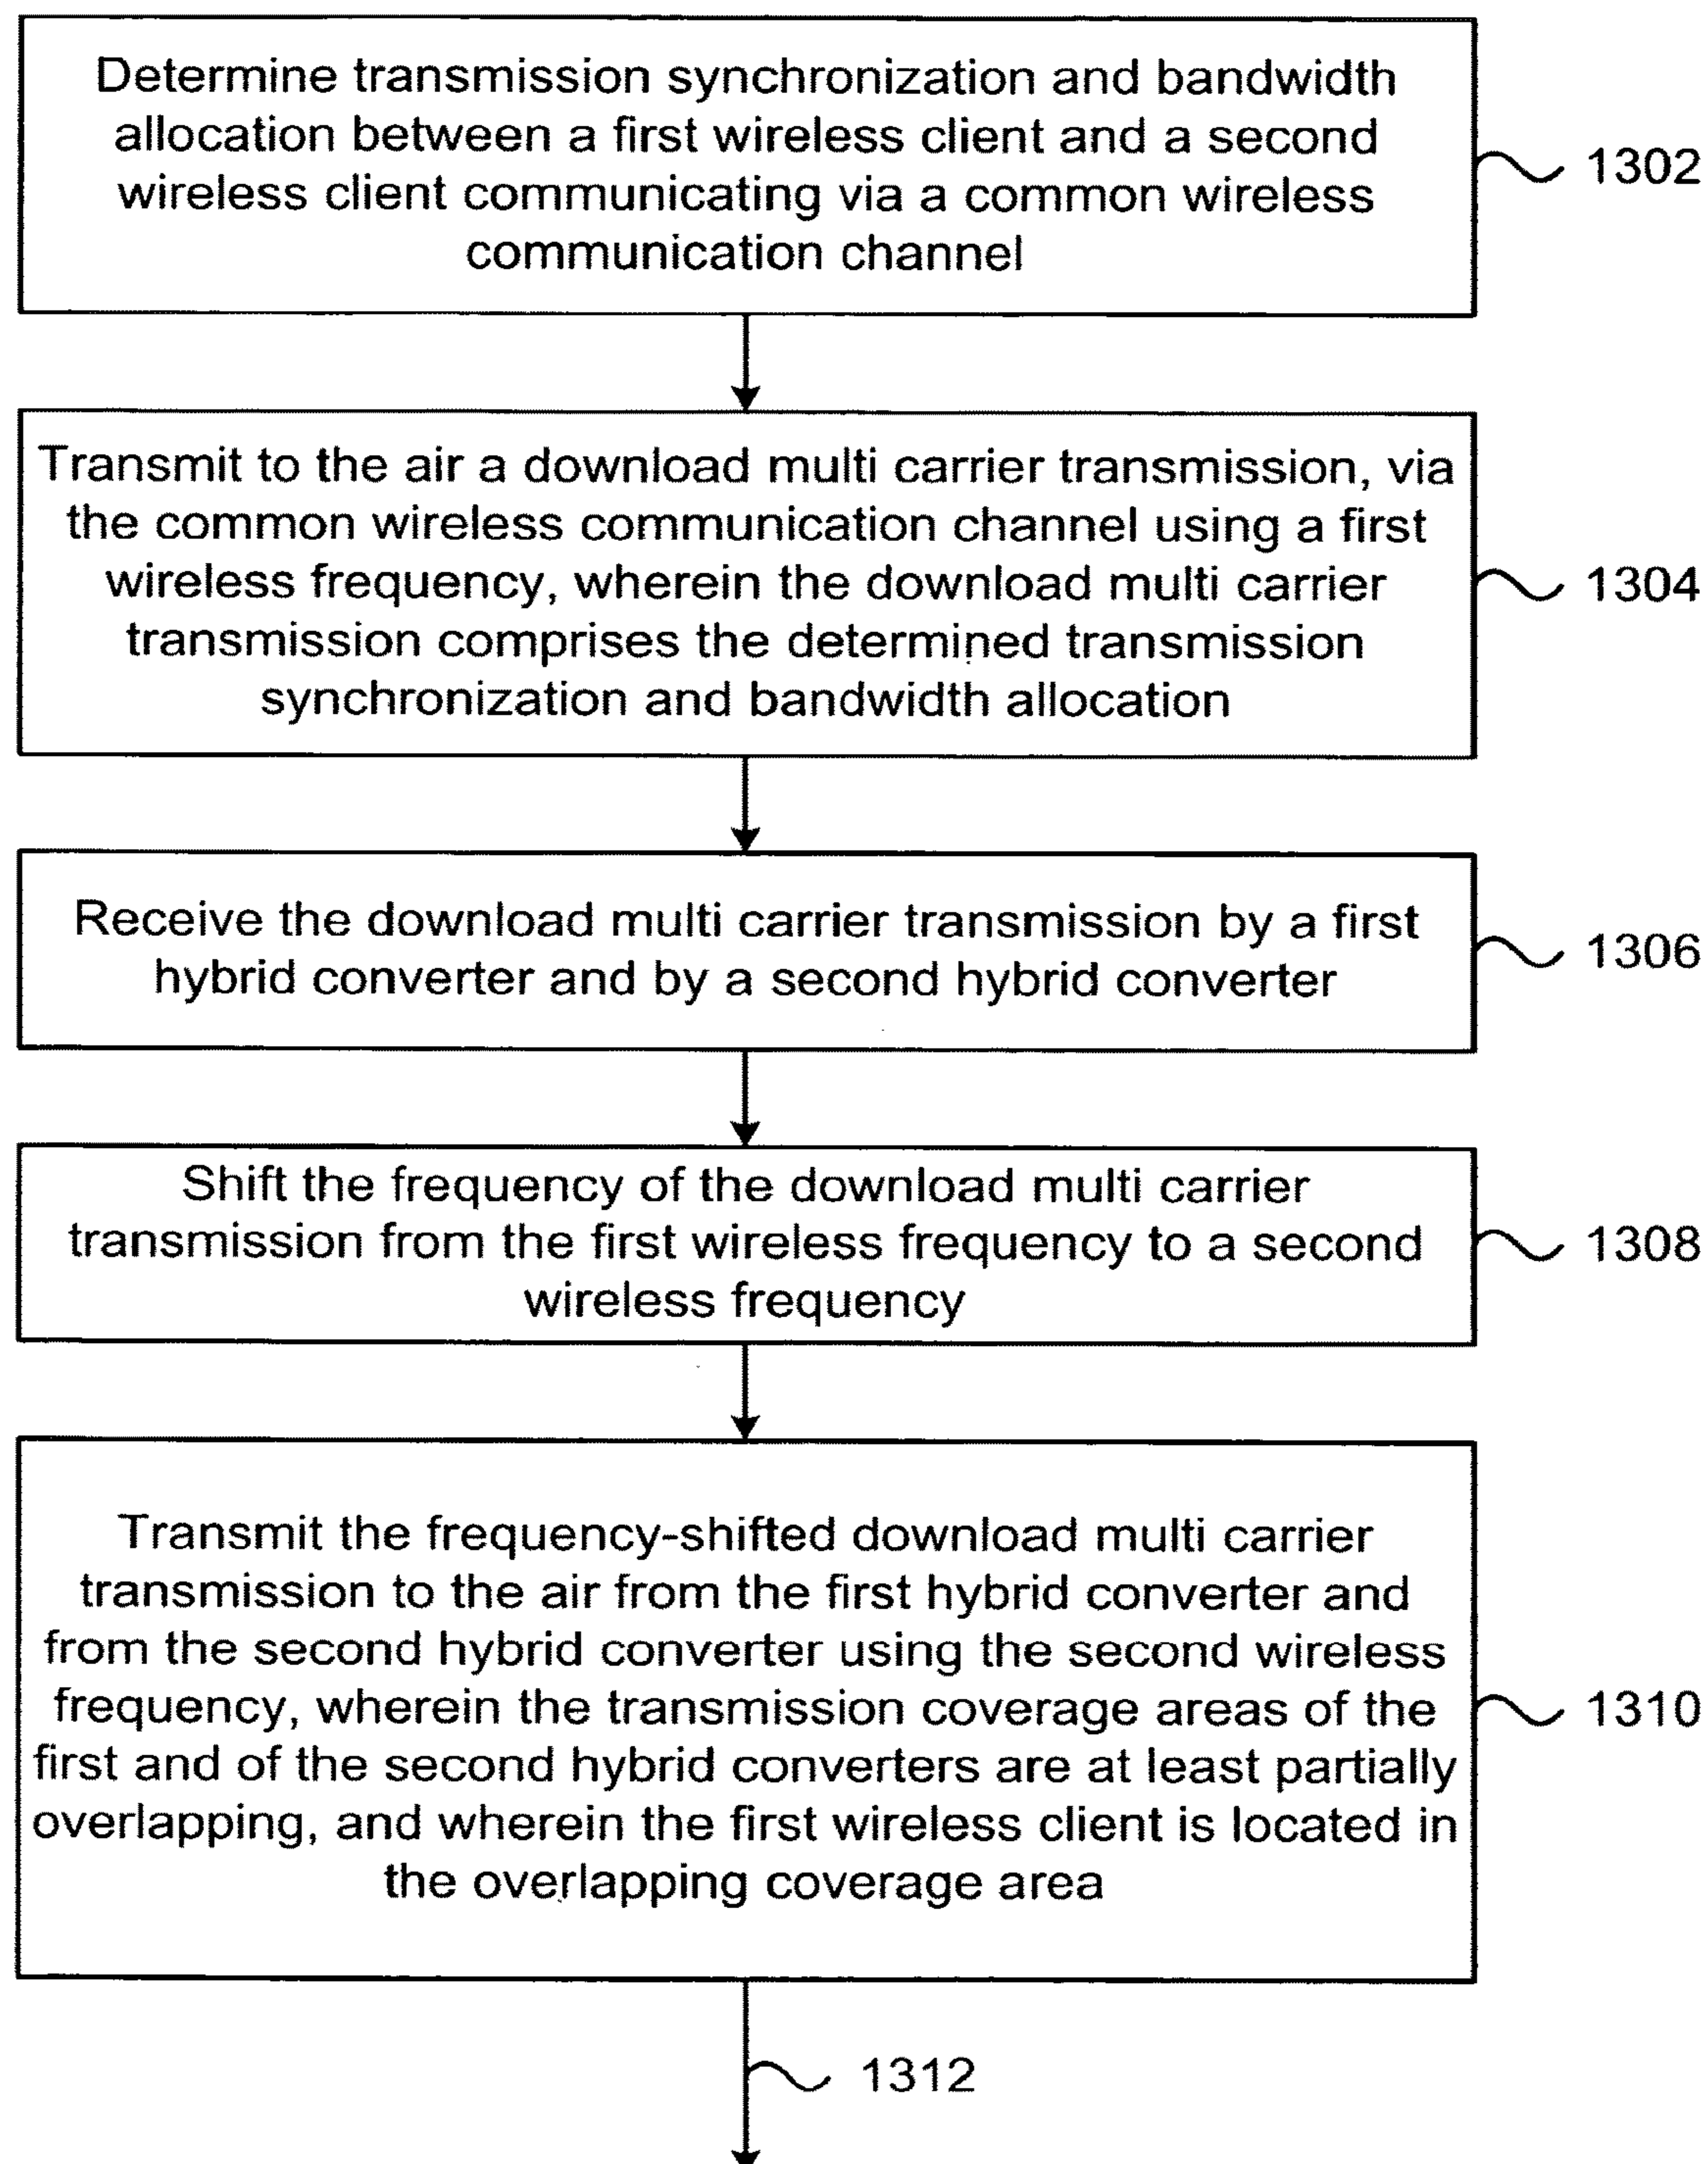 Determine transmission synchronization and bandwidth
allocation between a first wireless client and a second
wireless client communicating via a common wireless
communication channel
1302
Transmit to the air a download multi carrier transmission, via
the common wireless communication channel using a first
wireless frequency, wherein the download multi carrier
transmission comprises the determined transmission
synchronization and bandwidth allocation
1304
Receive the download multi carrier transmission by a first
hybrid converter and by a second hybrid converter
1306
Shift the frequency of the download multi carrier
transmission from the first wireless frequency to a second
wireless frequency
1308
Transmit the frequency-shifted download multi carrier
transmission to the air from the first hybrid converter and
from the second hybrid converter using the second wireless
frequency, wherein the transmission coverage areas of the
first and of the second hybrid converters are at least partially
overlapping, and wherein the first wireless client is located in
the overlapping coverage area
1310
1312